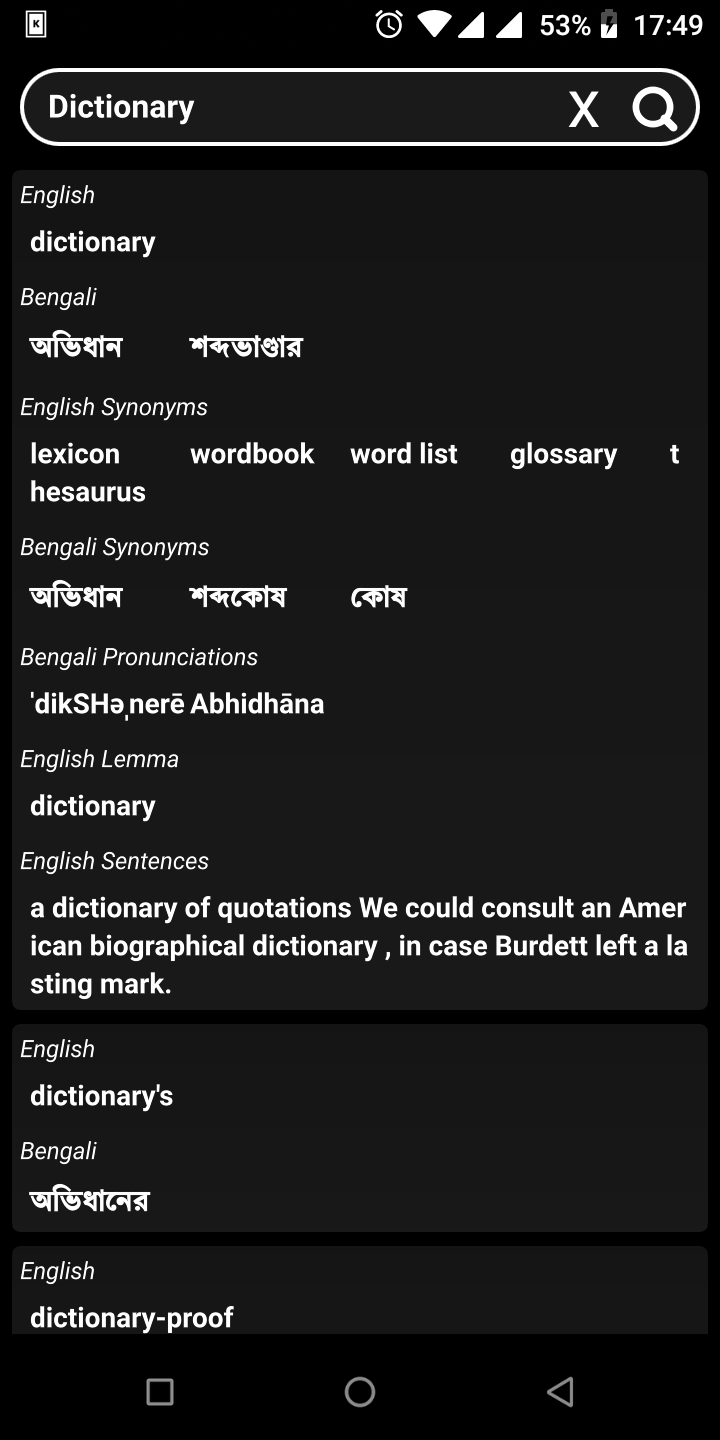 K 53% 17:49
Dictionary X
English
dictionary
Bengali
অভিধান শব্দভাণ্ডার
English Synonyms
lexicon wordbook word list glossary t
hesaurus
Bengali Synonyms
অভিধান শব্দকোষ কোষ
Bengali Pronunciations
ˈdikSHəˌnerē Abhidhāna
English Lemma
dictionary
English Sentences
a dictionary of quotations We could consult an Amer
ican biographical dictionary , in case Burdett left a la
sting mark.
English
dictionary's
Bengali
অভিধানের
English
dictionary-proof